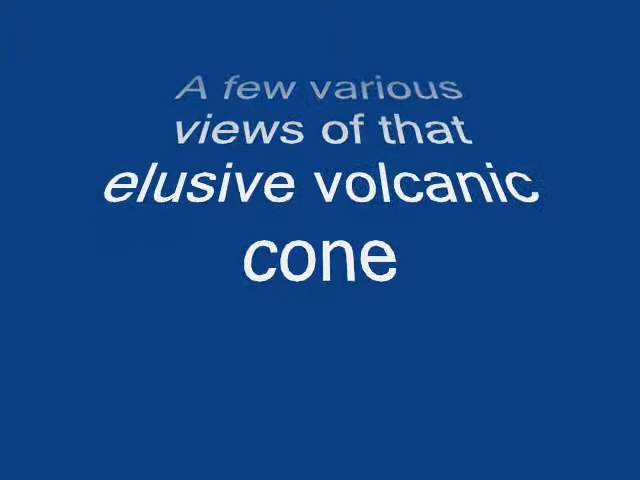 A few various
views of that
elusive volcanic
cone